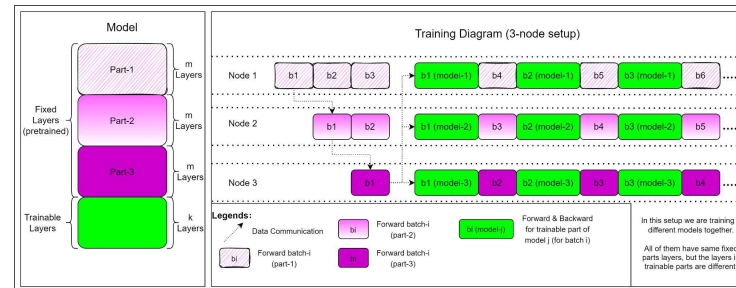 Model
Training Diagram (3-node setup)
Part-1
m
Layers
Fixed
Layers
(pretrained)
Part-2
m
Layers
Part-3
m
Layers
Trainable
Layers
k
Layers
Node 1
b1
b2
b3
b1 (model-1)
b4
b2 (model-1)
b5
b3 (model-1)
b6
Node 2
b1
b2
b1 (model-2)
b3
b2 (model-2)
b4
b3 (model-2)
b5
Node 3
b1
b1 (model-3)
b2
b2 (model-3)
b3
b3 (model-3)
b4
Legends:
Data Communication
bi
Forward batch-i
(part-1)
bi
Forward batch-i
(part-2)
bi
Forward batch-i
(part-3)
bi (model-j)
Forward & Backward
for trainable part of
model j (for batch i)
In this setup we are training
different models together.
All of them have same fixed
parts layers, but the layers i
trainable parts are different